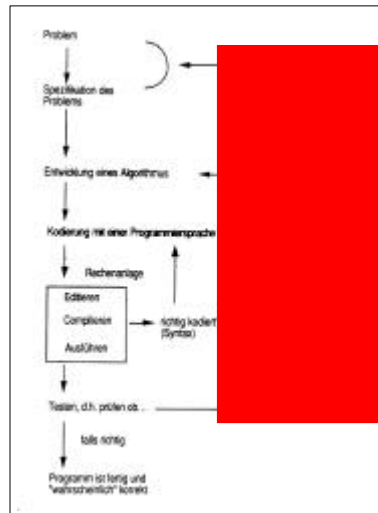 Problem
Spezifikation des
Problems
Entwicklung eines Algorithmus
Kodierung mit einer Programmiersprache
Rechenanlage
Editieren
Compilieren
Ausführen
richtig kodiert
(Syntax)
Testen, d.h. prüfen ob...
falls richtig
Programm ist fertig und
"wahrscheinlich" korrekt